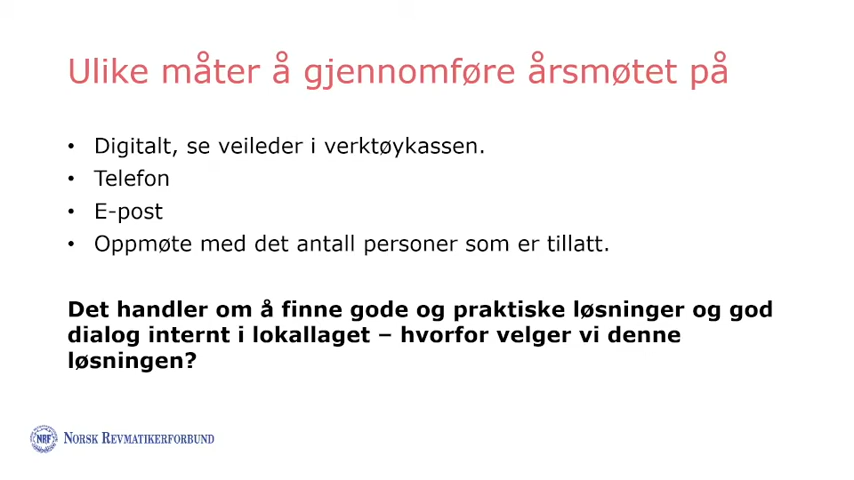 Ulike måter å gjennomføre årsmøtet på
• Digitalt, se veileder i verktøykassen.
• Telefon
• E-post
• Oppmøte med det antall personer som er tillatt.
Det handler om å finne gode og praktiske løsninger og god
dialog internt i lokallaget – hvorfor velger vi denne
løsningen?
NRF NORSK REVMATIKERFORBUND